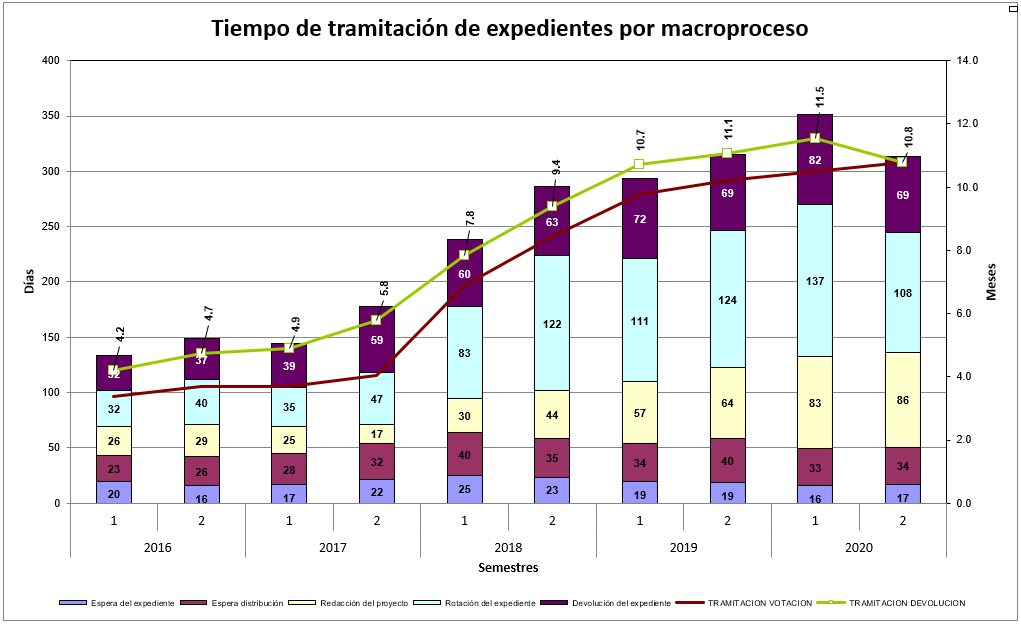 Tiempo de tramitación de expedientes por macroproceso
400 14.0
350 12.0
300 10.0
250 8.0
200 6.0
150 4.0
100 2.0
50 0.0
0
Días
Meses
4.2 4.7 4.9 5.8 7.8 9.4 10.7 11.1 11.5 10.8
32 37 39 59 60 63 72 69 82 69
32 40 35 47 83 122 111 124 137 108
26 29 25 17 30 44 57 64 83 86
23 26 28 32 40 35 34 40 33 34
20 16 17 22 25 23 19 19 16 17
1 2 1 2 1 2 1 2 1 2
2016 2017 2018 2019 2020
Semestres
Espera del expediente Espera distribución Redacción del proyecto Rotación del expediente Devolución del expediente TRAMITACION VOTACION TRAMITACION DEVOLUCION